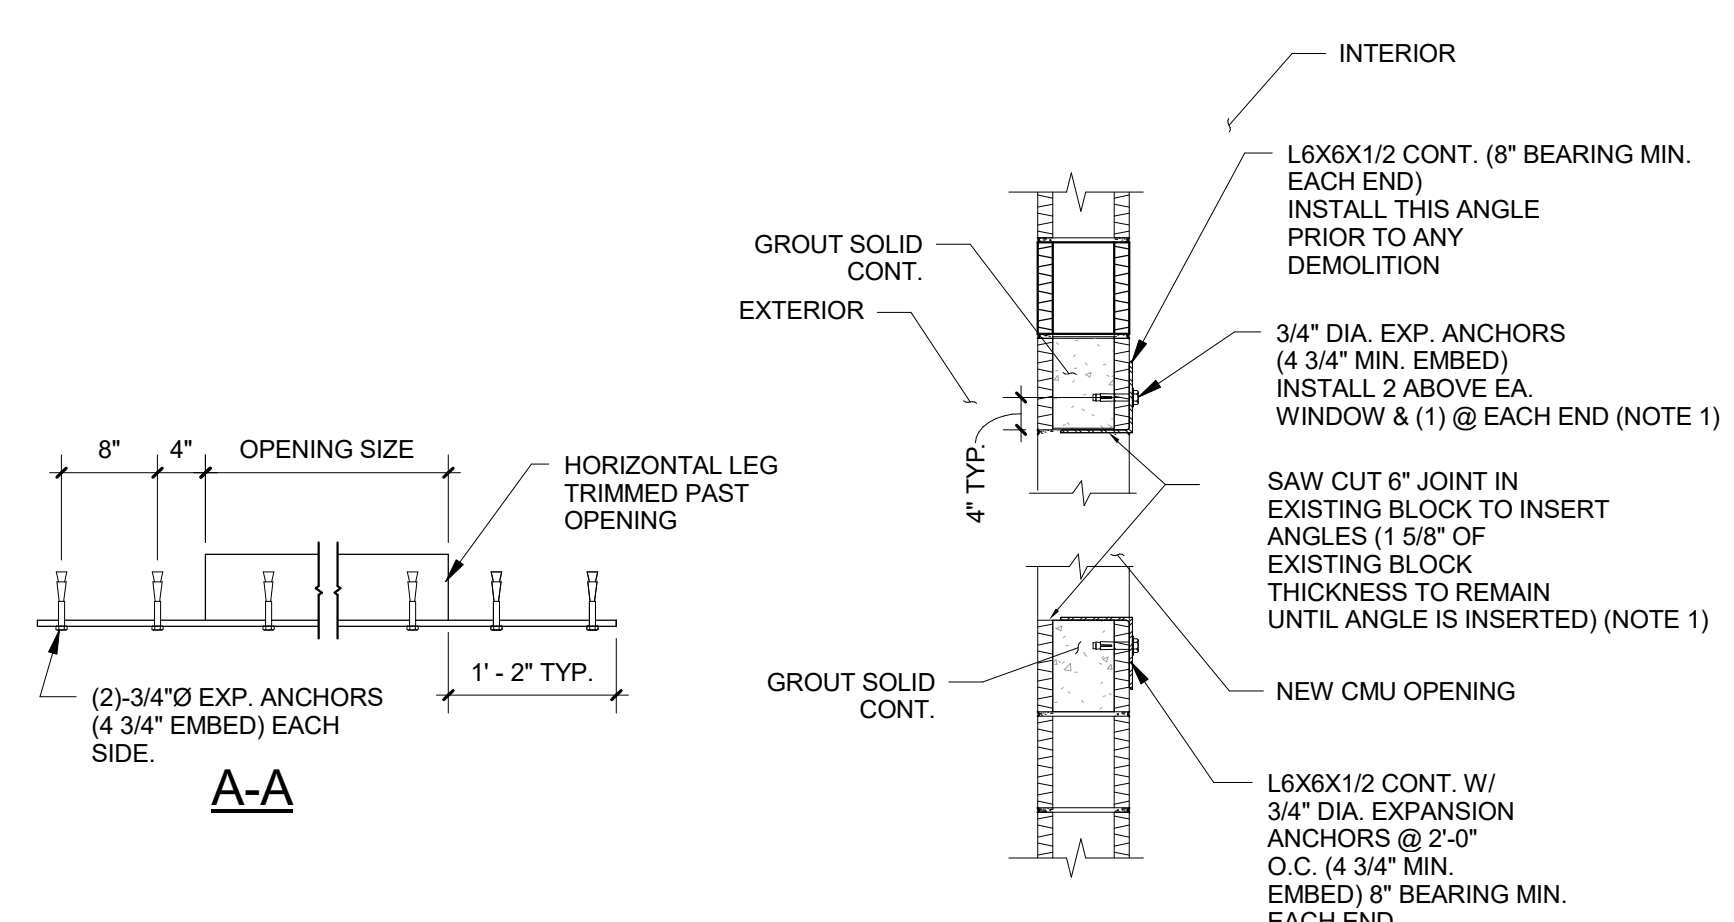 INTERIOR
L6X6X1/2 CONT. (8" BEARING MIN.
EACH END)
INSTALL THIS ANGLE
PRIOR TO ANY
DEMOLITION
GROUT SOLID
CONT.
EXTERIOR
3/4" DIA. EXP. ANCHORS
(4 3/4" MIN. EMBED)
INSTALL 2 ABOVE EA.
WINDOW & (1) @ EACH END (NOTE 1)
4" TYP.
8"
4"
OPENING SIZE
HORIZONTAL LEG
TRIMMED PAST
OPENING
SAW CUT 6" JOINT IN
EXISTING BLOCK TO INSERT
ANGLES (1 5/8" OF
EXISTING BLOCK
THICKNESS TO REMAIN
UNTIL ANGLE IS INSERTED) (NOTE 1)
1' - 2" TYP.
(2)-3/4"Ø EXP. ANCHORS
(4 3/4" EMBED) EACH
SIDE.
A-A
GROUT SOLID
CONT.
NEW CMU OPENING
L6X6X1/2 CONT. W/
3/4" DIA. EXPANSION
ANCHORS @ 2'-0"
O.C. (4 3/4" MIN.
EMBED) 8" BEARING MIN.
EACH END